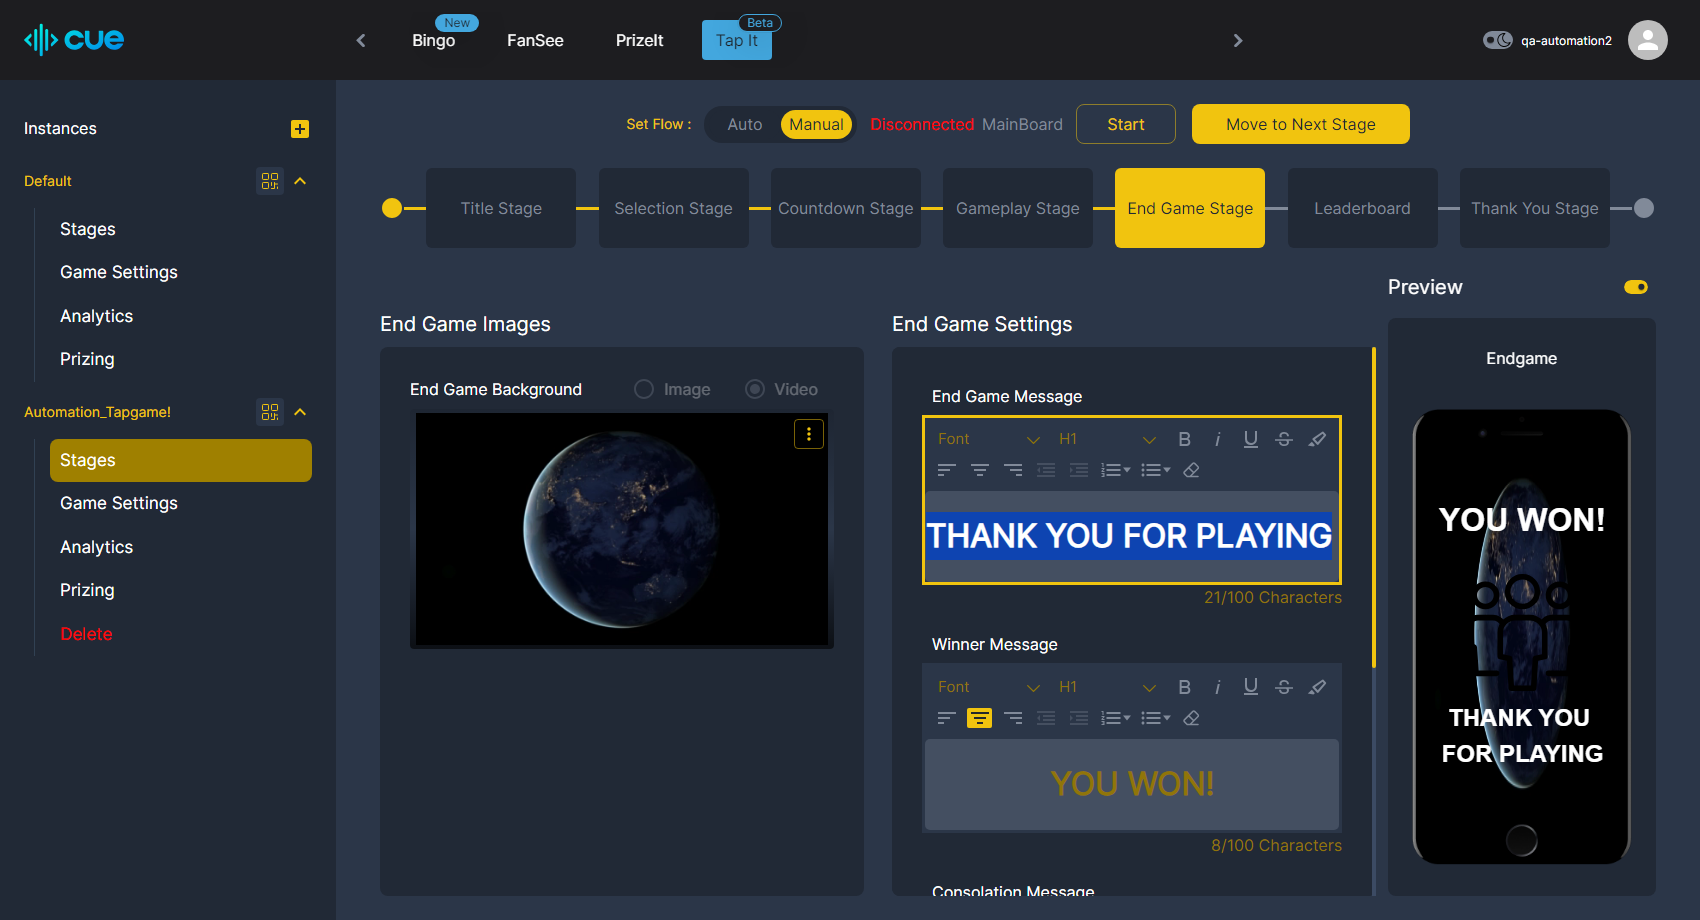 cue
New
Bingo
FanSee
PrizeIt
Beta
Tap It
qa-automation2
Instances
Default
Stages
Game Settings
Analytics
Prizing
Automation_Tapgame!
Stages
Game Settings
Analytics
Prizing
Delete
Set Flow :
Auto
Manual
Disconnected MainBoard
Start
Move to Next Stage
Title Stage
Selection Stage
Countdown Stage
Gameplay Stage
End Game Stage
Leaderboard
Thank You Stage
End Game Images
End Game Background
Image
Video
End Game Settings
End Game Message
Font
H1
B
i
U
S
THANK YOU FOR PLAYING
21/100 Characters
Winner Message
Font
H1
B
i
U
S
YOU WON!
8/100 Characters
Consolation Message
Preview
Endgame
YOU WON!
THANK YOU
FOR PLAYING